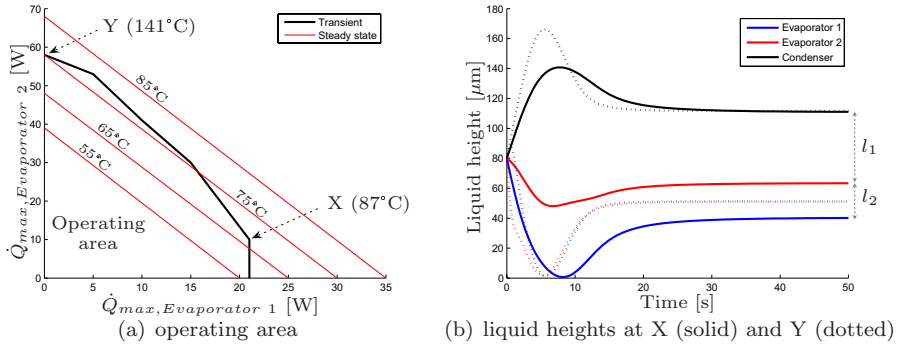 Y (141°C)
Transient
Steady state
70
60
50
40
30
20
10
0
Q̇max,Evaporator 2 [W]
85°C
75°C
65°C
55°C
X (87°C)
Operating
area
0
5
10
15
20
25
30
35
Q̇max,Evaporator 1 [W]
(a) operating area
Evaporator 1
Evaporator 2
Condenser
180
160
140
120
100
80
60
40
20
0
Liquid height [μm]
l1
l2
0
10
20
30
40
50
Time [s]
(b) liquid heights at X (solid) and Y (dotted)